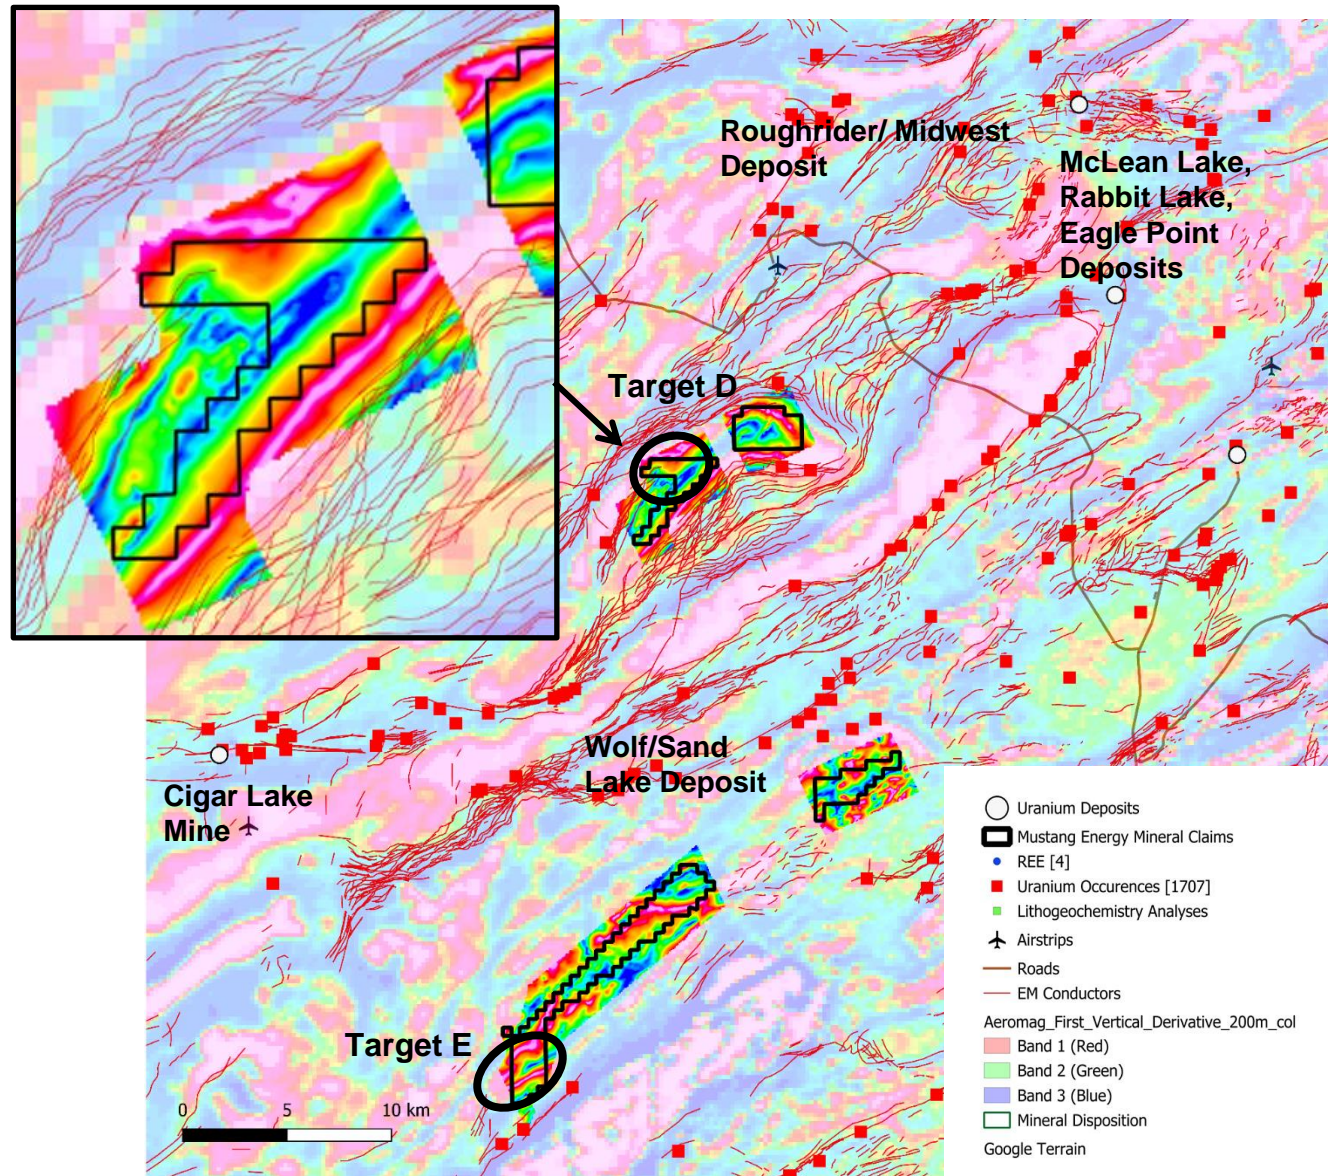 Roughrider/ Midwest
Deposit
McLean Lake,
Rabbit Lake,
Eagle Point
Deposits
Target D
Wolf/Sand
Lake Deposit
Cigar Lake
Mine
Target E
0 5 10 km
Uranium Deposits
Mustang Energy Mineral Claims
REE [4]
Uranium Occurences [1707]
Lithogeochemistry Analyses
Airstrips
Roads
EM Conductors
Aeromag_First_Vertical_Derivative_200m_col
Band 1 (Red)
Band 2 (Green)
Band 3 (Blue)
Mineral Disposition
Google Terrain